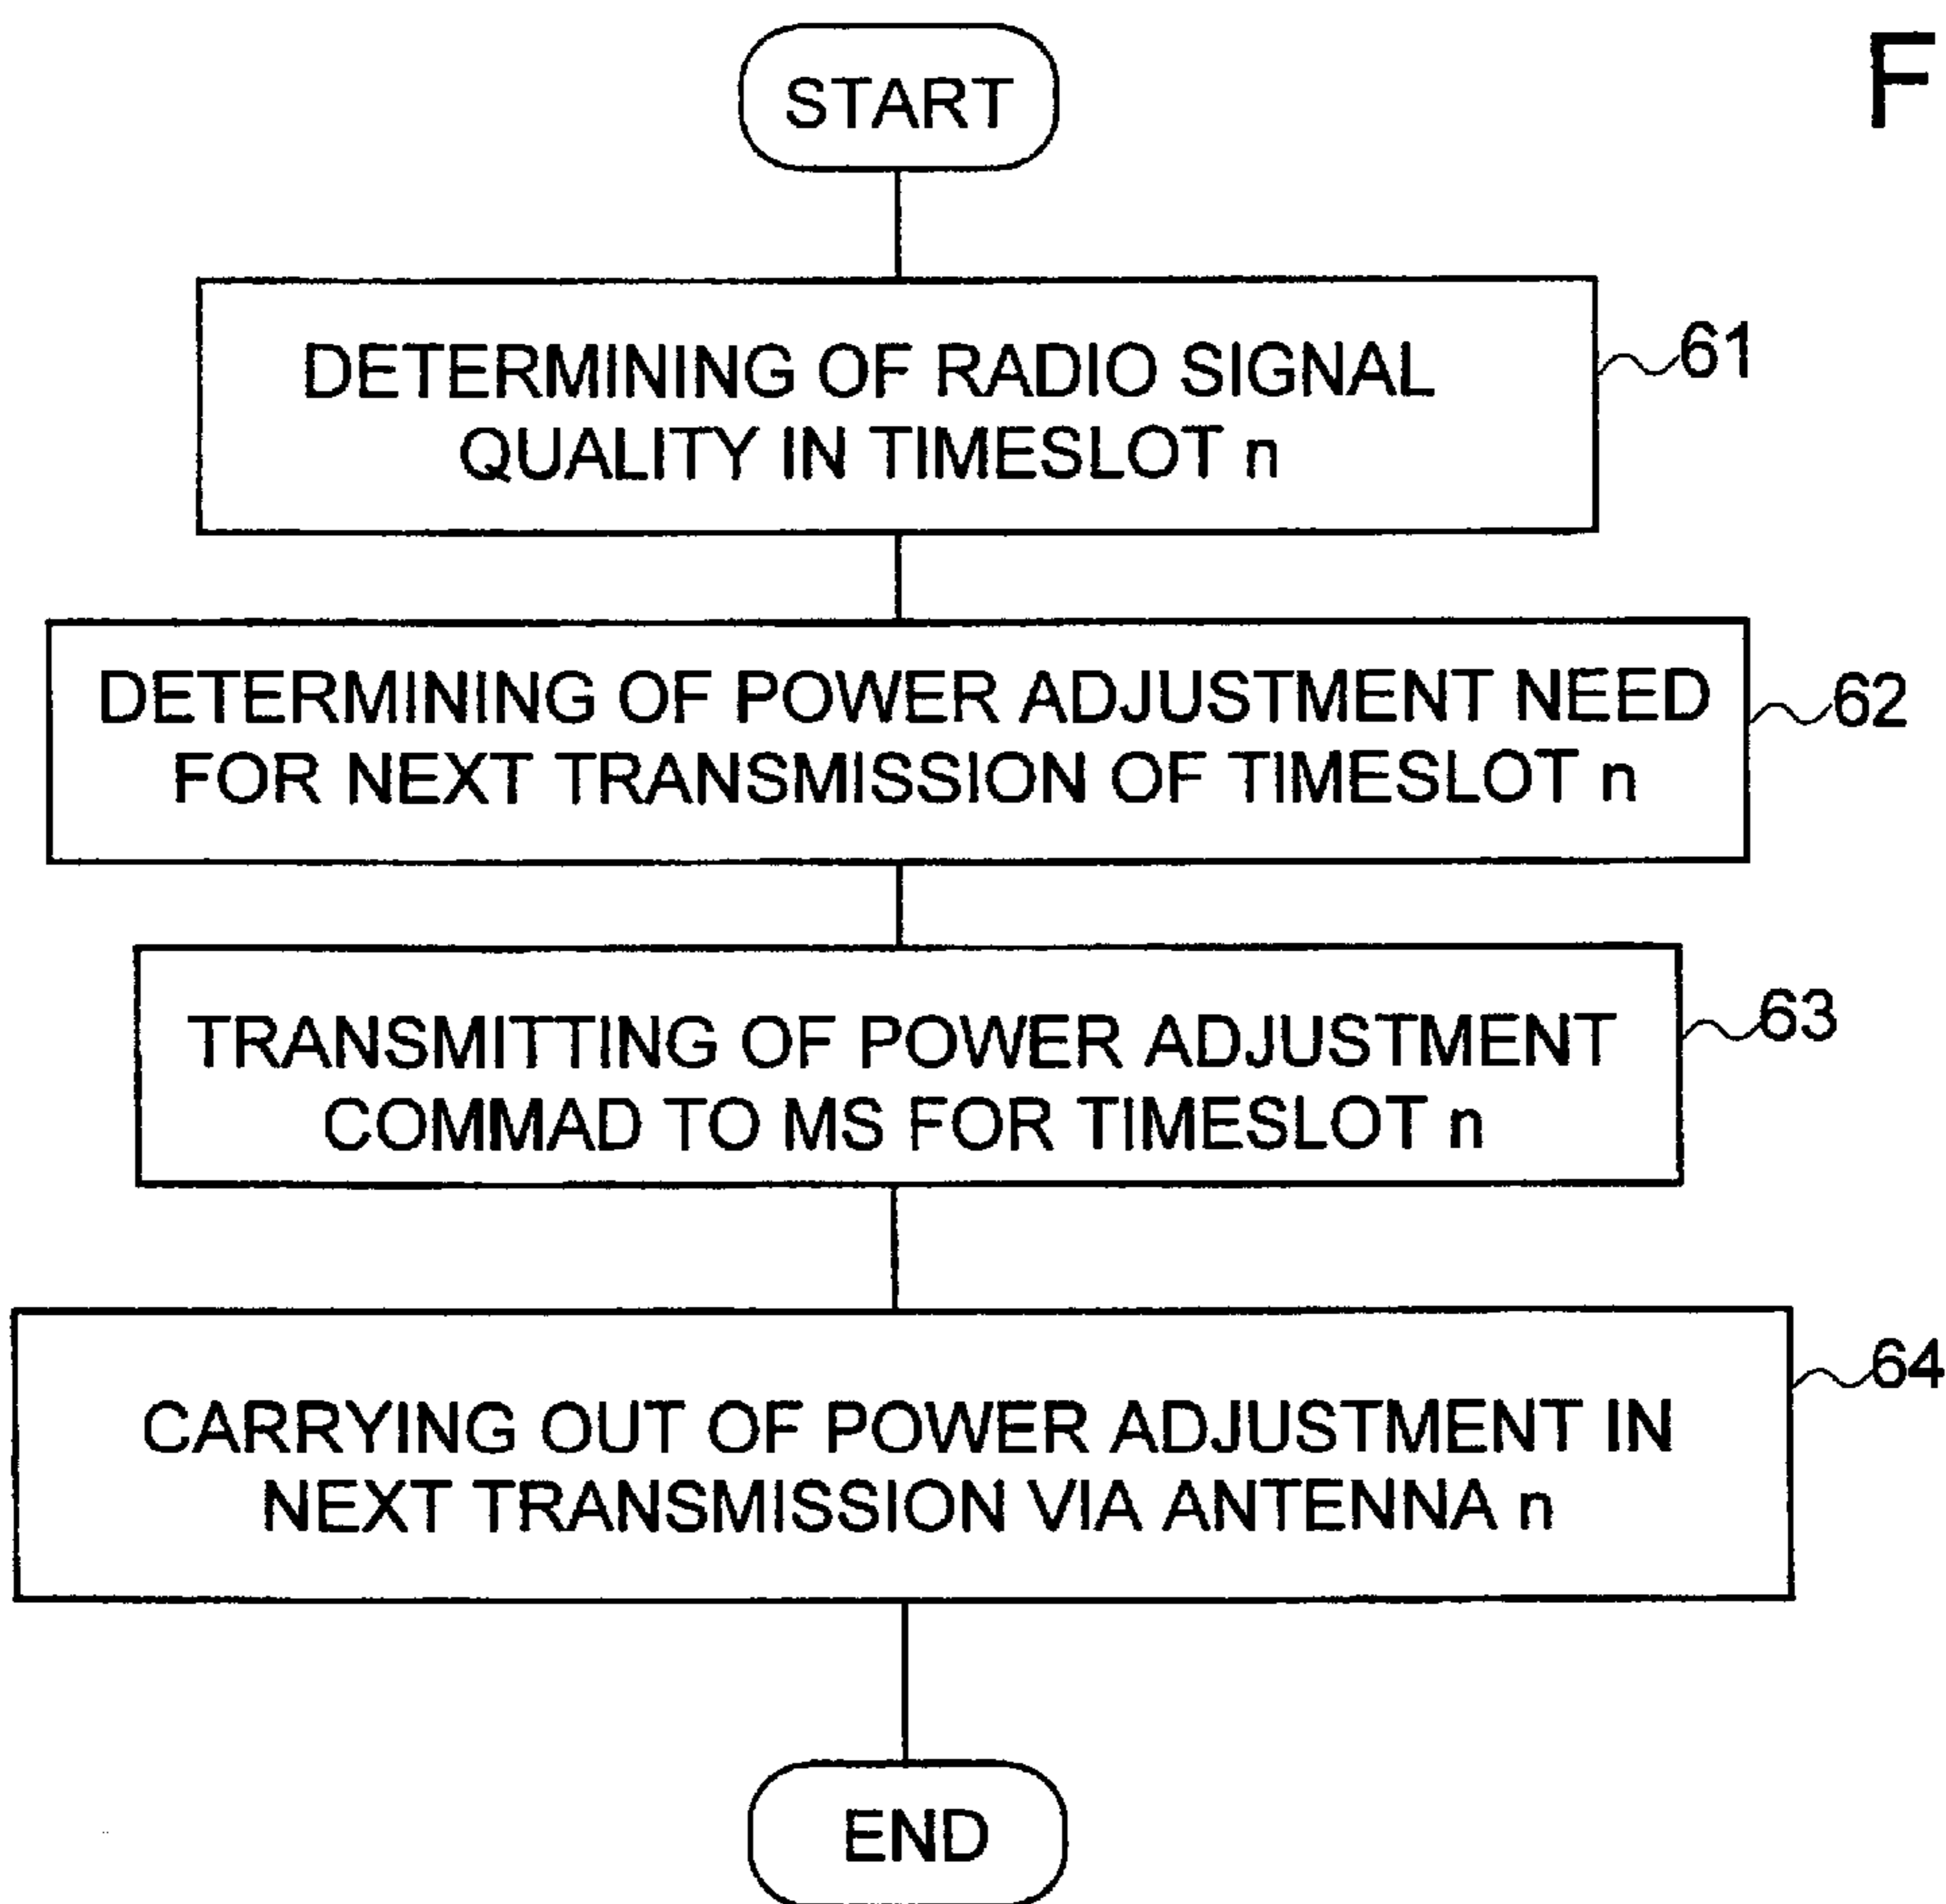 START
F
DETERMINING OF RADIO SIGNAL
QUALITY IN TIMESLOT n
61
DETERMINING OF POWER ADJUSTMENT NEED
FOR NEXT TRANSMISSION OF TIMESLOT n
62
TRANSMITTING OF POWER ADJUSTMENT
COMMAD TO MS FOR TIMESLOT n
63
CARRYING OUT OF POWER ADJUSTMENT IN
NEXT TRANSMISSION VIA ANTENNA n
64
END